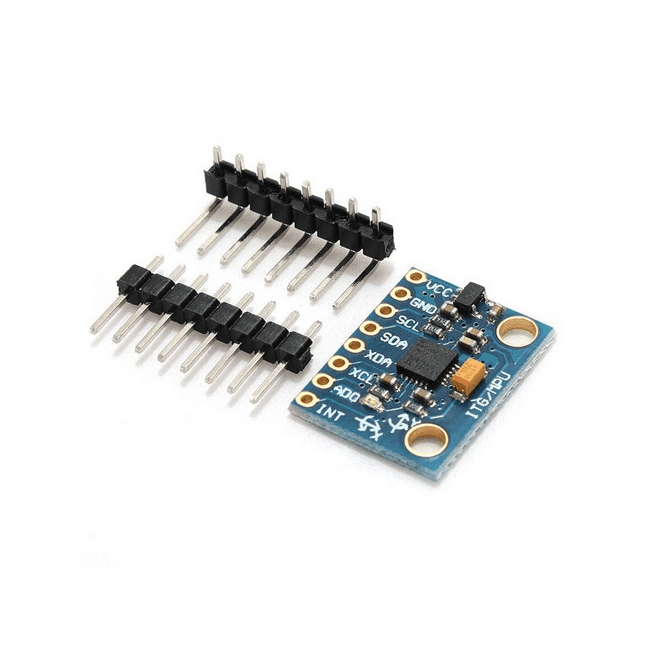 VCC
GND
SCL
SDA
XDA
XCL
ADO
INT
ITG/MPU
X
Y